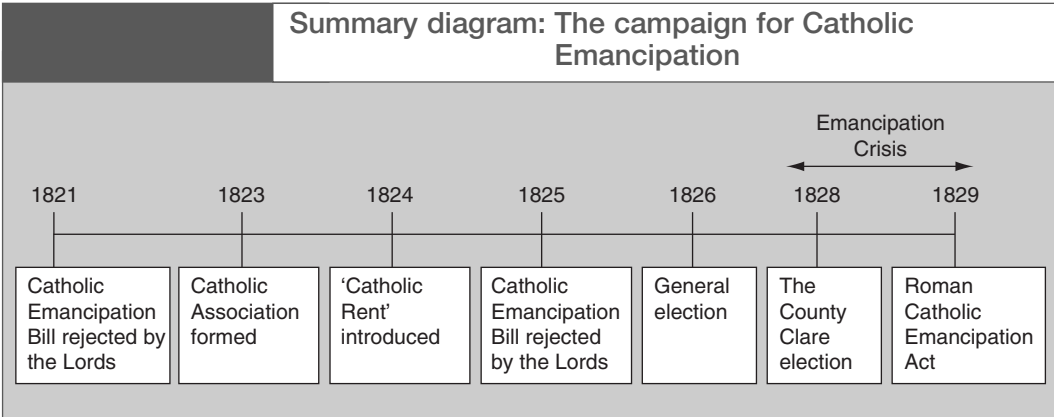 Summary diagram: The campaign for Catholic
Emancipation
Emancipation
Crisis
1821
1823
1824
1825
1826
1828
1829
Catholic
Emancipation
Bill rejected by
the Lords
Catholic
Association
formed
‘Catholic
Rent’
introduced
Catholic
Emancipation
Bill rejected
by the Lords
General
election
The
County
Clare
election
Roman
Catholic
Emancipation
Act